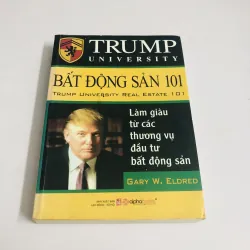 TRUMP
UNIVERSITY
BẤT ĐỘNG SẢN 101
TRUMP UNIVERSITY REAL ESTATE 101
Làm giàu
từ các
thương vụ
đầu tư
bất động sản
GARY W. ELDRED
alphabooks